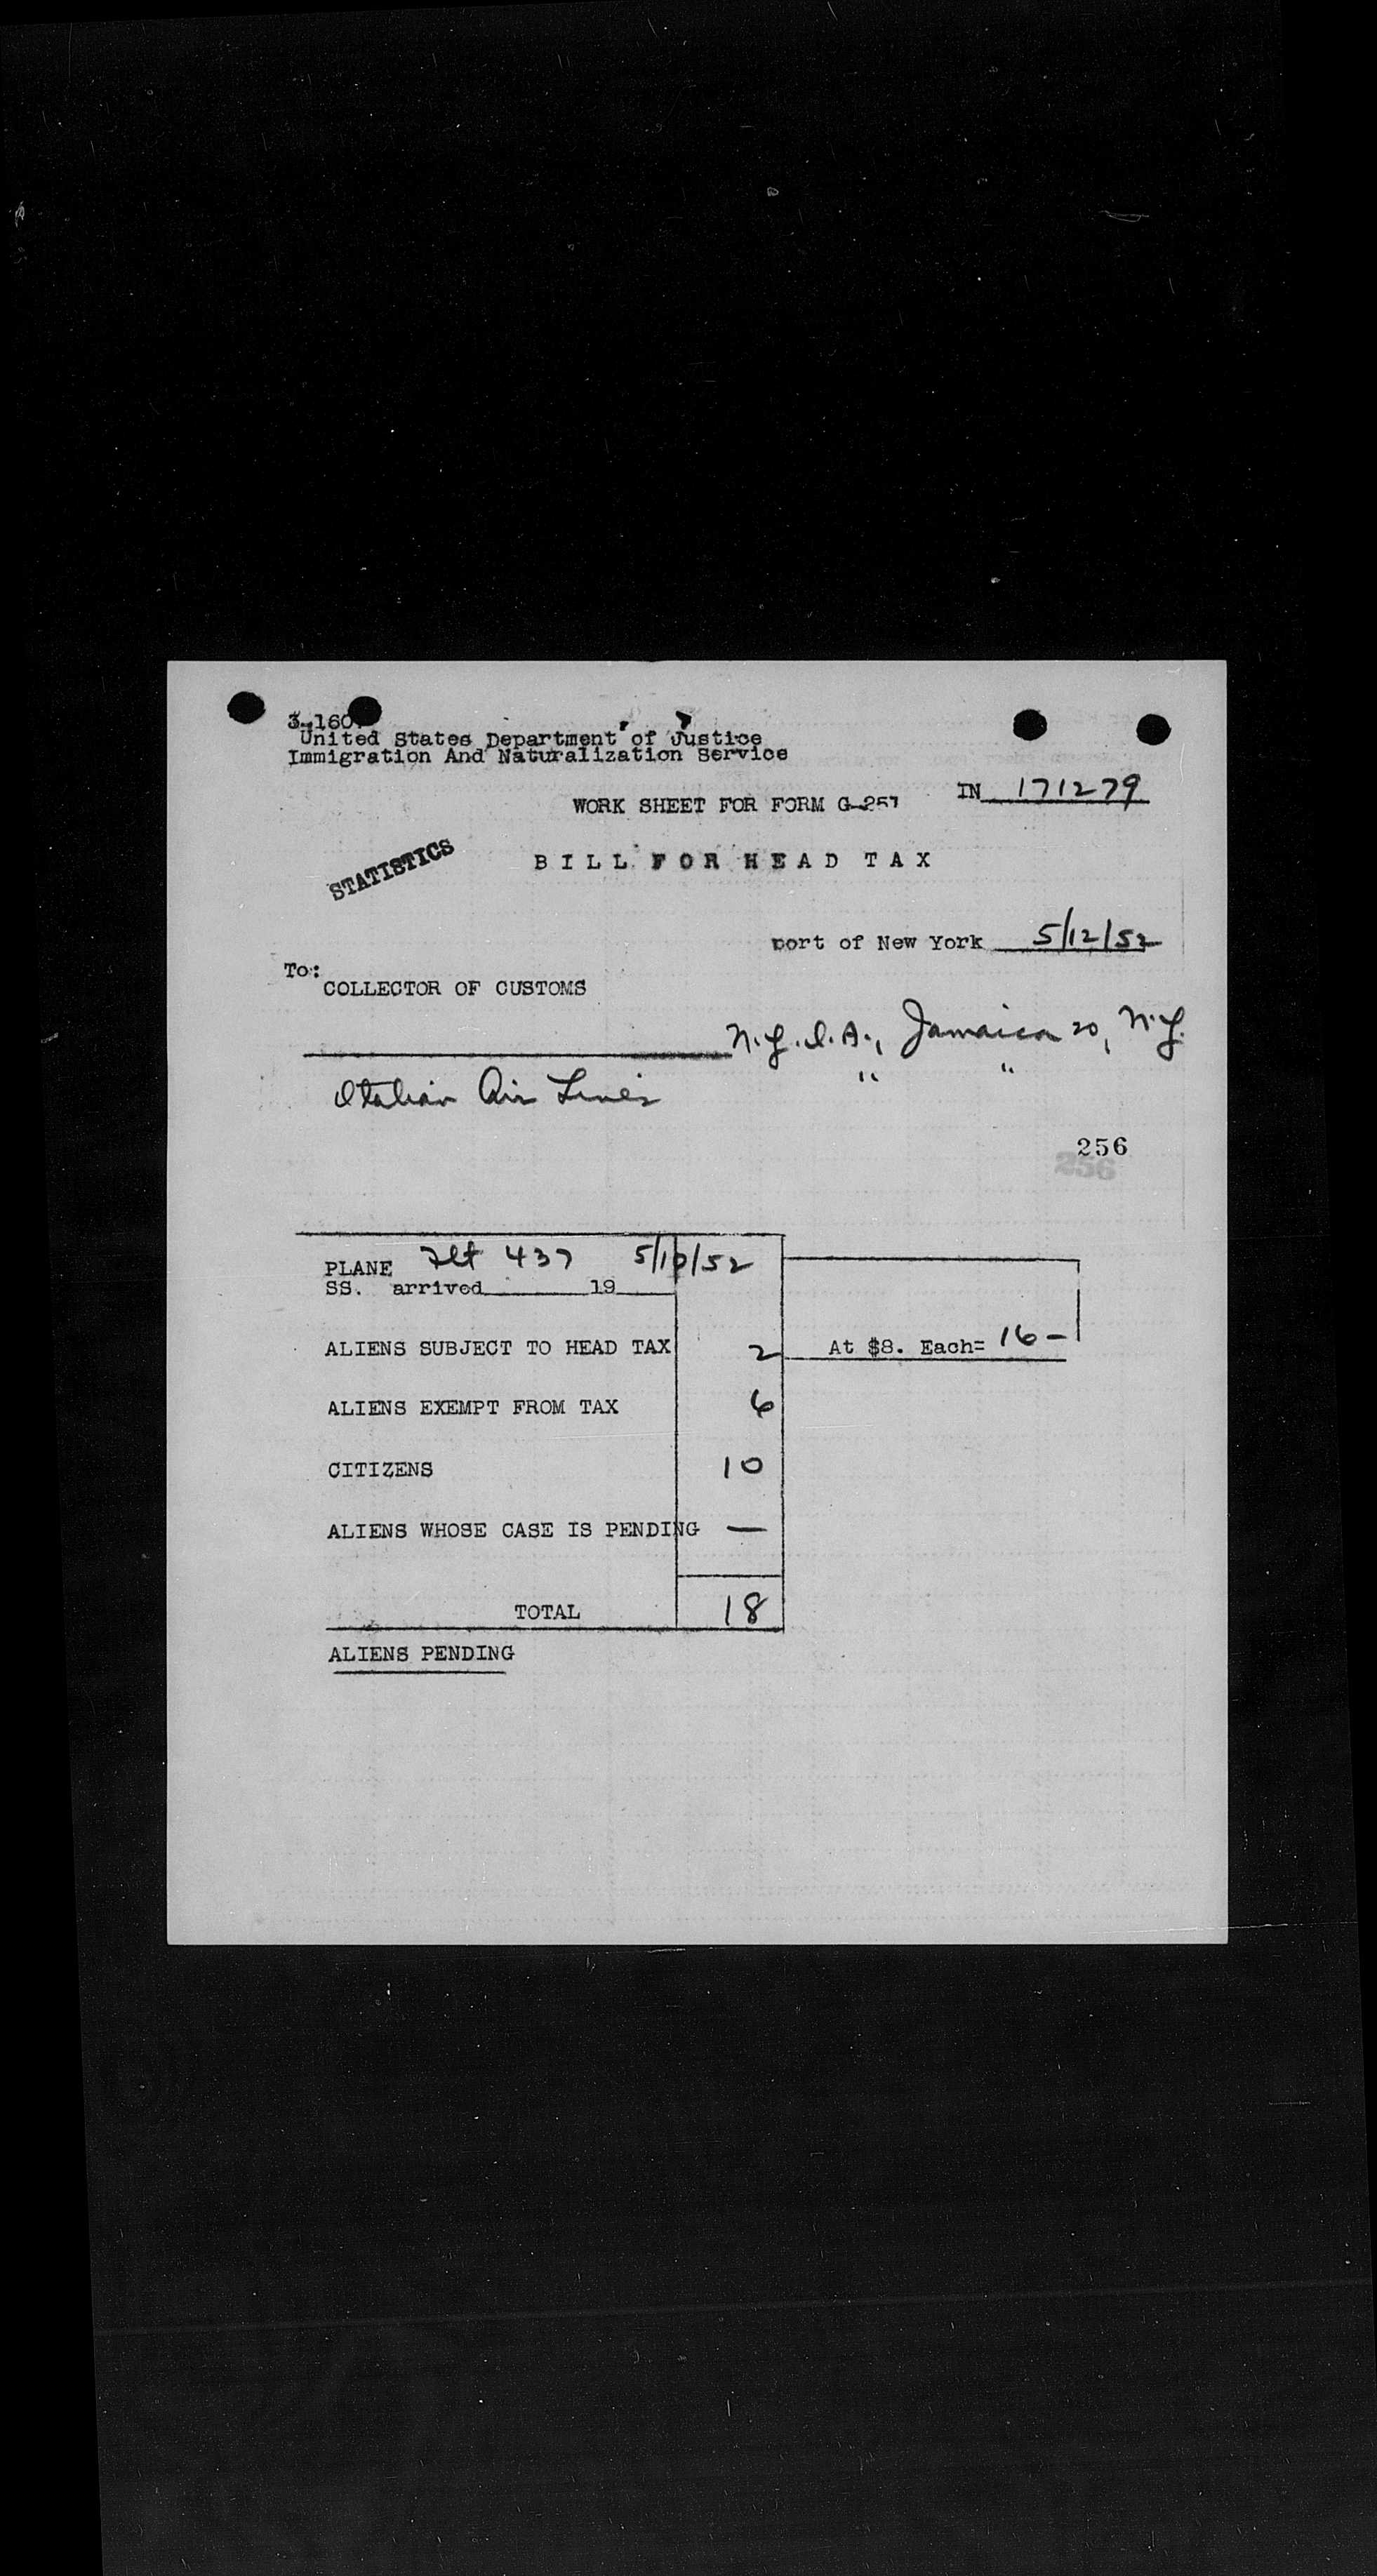 3-160
United States Department of Justice
Immigration And Naturalization Service
IN 171279
WORK SHEET FOR FORM G-257
STATISTICS
BILL FOR HEAD TAX
port of New York 5/12/52
To:
COLLECTOR OF CUSTOMS
N.Y.I.A., Jamaica 20, N.Y.
Italian Air Lines " "
256
256
PLANE Flt 437 5/10/52
SS. arrived 19
ALIENS SUBJECT TO HEAD TAX 2 At $8. Each= 16-
ALIENS EXEMPT FROM TAX 6
CITIZENS 10
ALIENS WHOSE CASE IS PENDING —
TOTAL 18
ALIENS PENDING